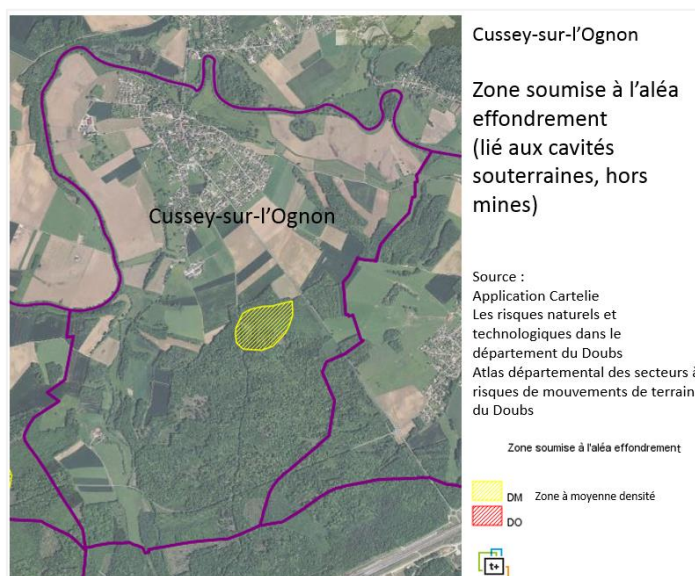 Cussey-sur-l'Ognon
Zone soumise à l'aléa
effondrement
(lié aux cavités
souterraines, hors
mines)
Cussey-sur-l'Ognon
Source :
Application Cartelie
Les risques naturels et
technologiques dans le
département du Doubs
Atlas départemental des secteurs à
risques de mouvements de terrain
du Doubs
Zone soumise à l'aléa effondrement
DM Zone à moyenne densité
DO
t+